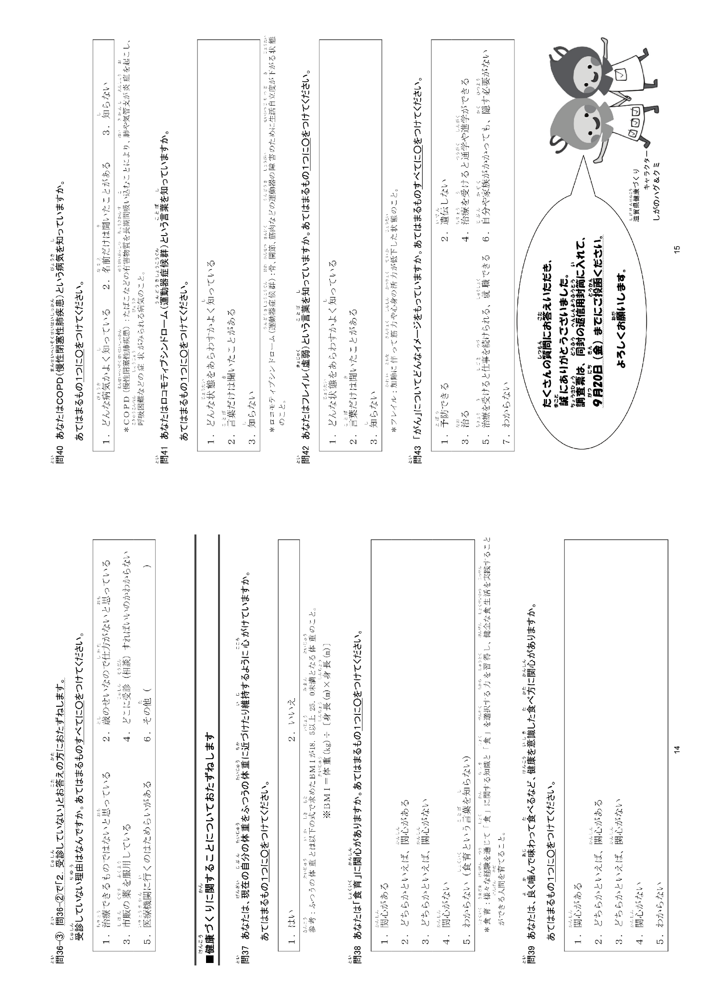 問36-③ 問36-②で「2．受診していない」とお答えの方におたずねします。
受診していない理由はなんですか。あてはまるものすべてに○をつけてください。
1．治療できるものではないと思っている 2．歳のせいなので仕方がないと思っている
3．市販の薬を服用している 4．どこに受診（相談）すればいいのかわからない
5．医療機関に行くのはためらいがある 6．その他（ ）
■健康づくりに関することについておたずねします
問37 あなたは、現在の自分の体重をふつうの体重に近づけたり維持するように心がけていますか。
あてはまるもの1つに○をつけてください。
1．はい 2．いいえ
参考：ふつうの体重とは以下の式で求めたＢＭＩが18．5以上 25．0未満となる体重のこと。
※ＢＭＩ＝体重(kg)÷［身長(m)×身長(m)］
問38 あなたは「食育」に関心がありますか。あてはまるもの1つに○をつけてください。
1．関心がある
2．どちらかといえば、関心がある
3．どちらかといえば、関心がない
4．関心がない
5．わからない（食育という言葉を知らない）
＊食育：様々な経験を通じて「食」に関する知識と「食」を選択する力を習得し、健全な食生活を実践すること
ができる人間を育てること。
問39 あなたは、良く噛んで味わって食べるなど、健康を意識した食べ方に関心がありますか。
あてはまるもの1つに○をつけてください。
1．関心がある
2．どちらかといえば、関心がある
3．どちらかといえば、関心がない
4．関心がない
5．わからない
14
問40 あなたはCOPD（慢性閉塞性肺疾患）という病気を知っていますか。
あてはまるもの1つに○をつけてください。
1．どんな病気かよく知っている 2．名前だけは聞いたことがある 3．知らない
＊ＣＯＰＤ（慢性閉塞性肺疾患）：たばこなどの有害物質を長期間吸い込むことにより、肺や気管支が炎症を起こし、
呼吸困難などの症状がみられる病気のこと。
問41 あなたはロコモティブシンドローム（運動器症候群）という言葉を知っていますか。
あてはまるもの1つに○をつけてください。
1．どんな状態をあらわすかよく知っている
2．言葉だけは聞いたことがある
3．知らない
＊ロコモティブシンドローム（運動器症候群）：骨、関節、筋肉などの運動器の障害のために生活自立度が下がる状態
のこと。
問42 あなたはフレイル（虚弱）という言葉を知っていますか。あてはまるもの1つに○をつけてください。
1．どんな状態をあらわすかよく知っている
2．言葉だけは聞いたことがある
3．知らない
＊フレイル：加齢に伴って筋力や心身の活力が低下した状態のこと。
問43 「がん」についてどんなイメージをもっていますか。あてはまるものすべてに○をつけてください。
1．予防できる 2．遺伝しない
3．治る 4．治療を受けると通学や進学ができる
5．治療を受けると仕事を続けられる、就職できる 6．自分や家族がかかっても、隠す必要がない
7．わからない
たくさんの質問にお答えいただき、
誠にありがとうございました。
調査票は、同封の返信用封筒に入れて、
9月20日（金）までにご投函ください。
よろしくお願いします。
滋賀県健康づくり
キャラクター
しがのハグ＆クミ
15